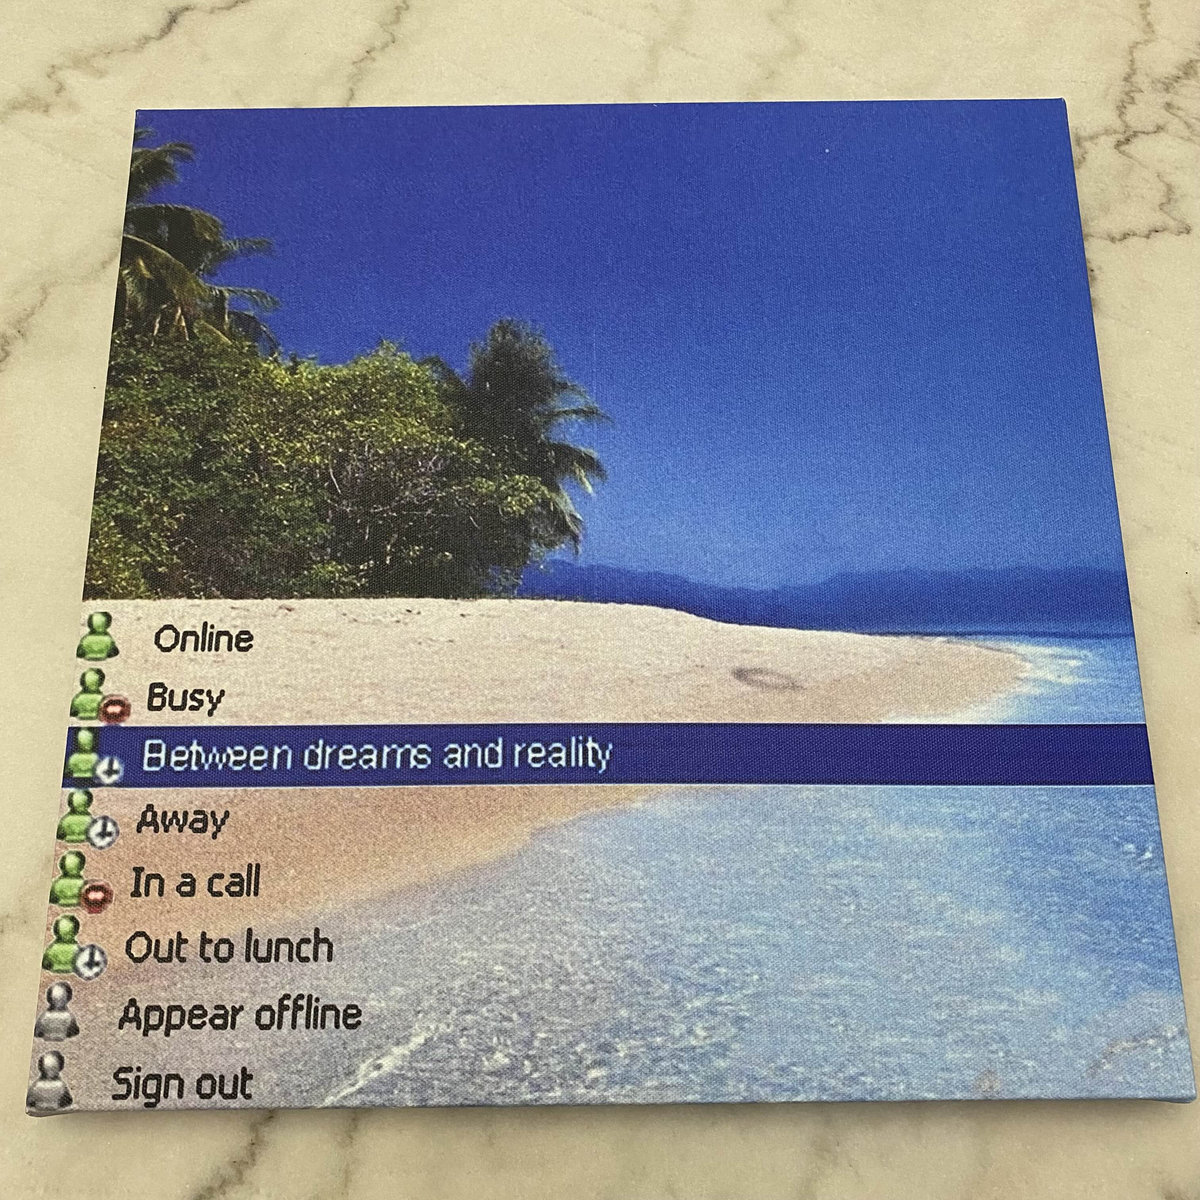 Online
Busy
Between dreams and reality
Away
In a call
Out to lunch
Appear offline
Sign out